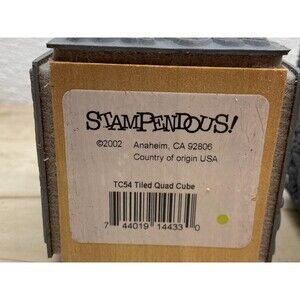 STAMPENDOUS!
©2002 Anaheim, CA 92806
Country of origin USA
TC54 Tiled Quad Cube
7 44019 14433 0